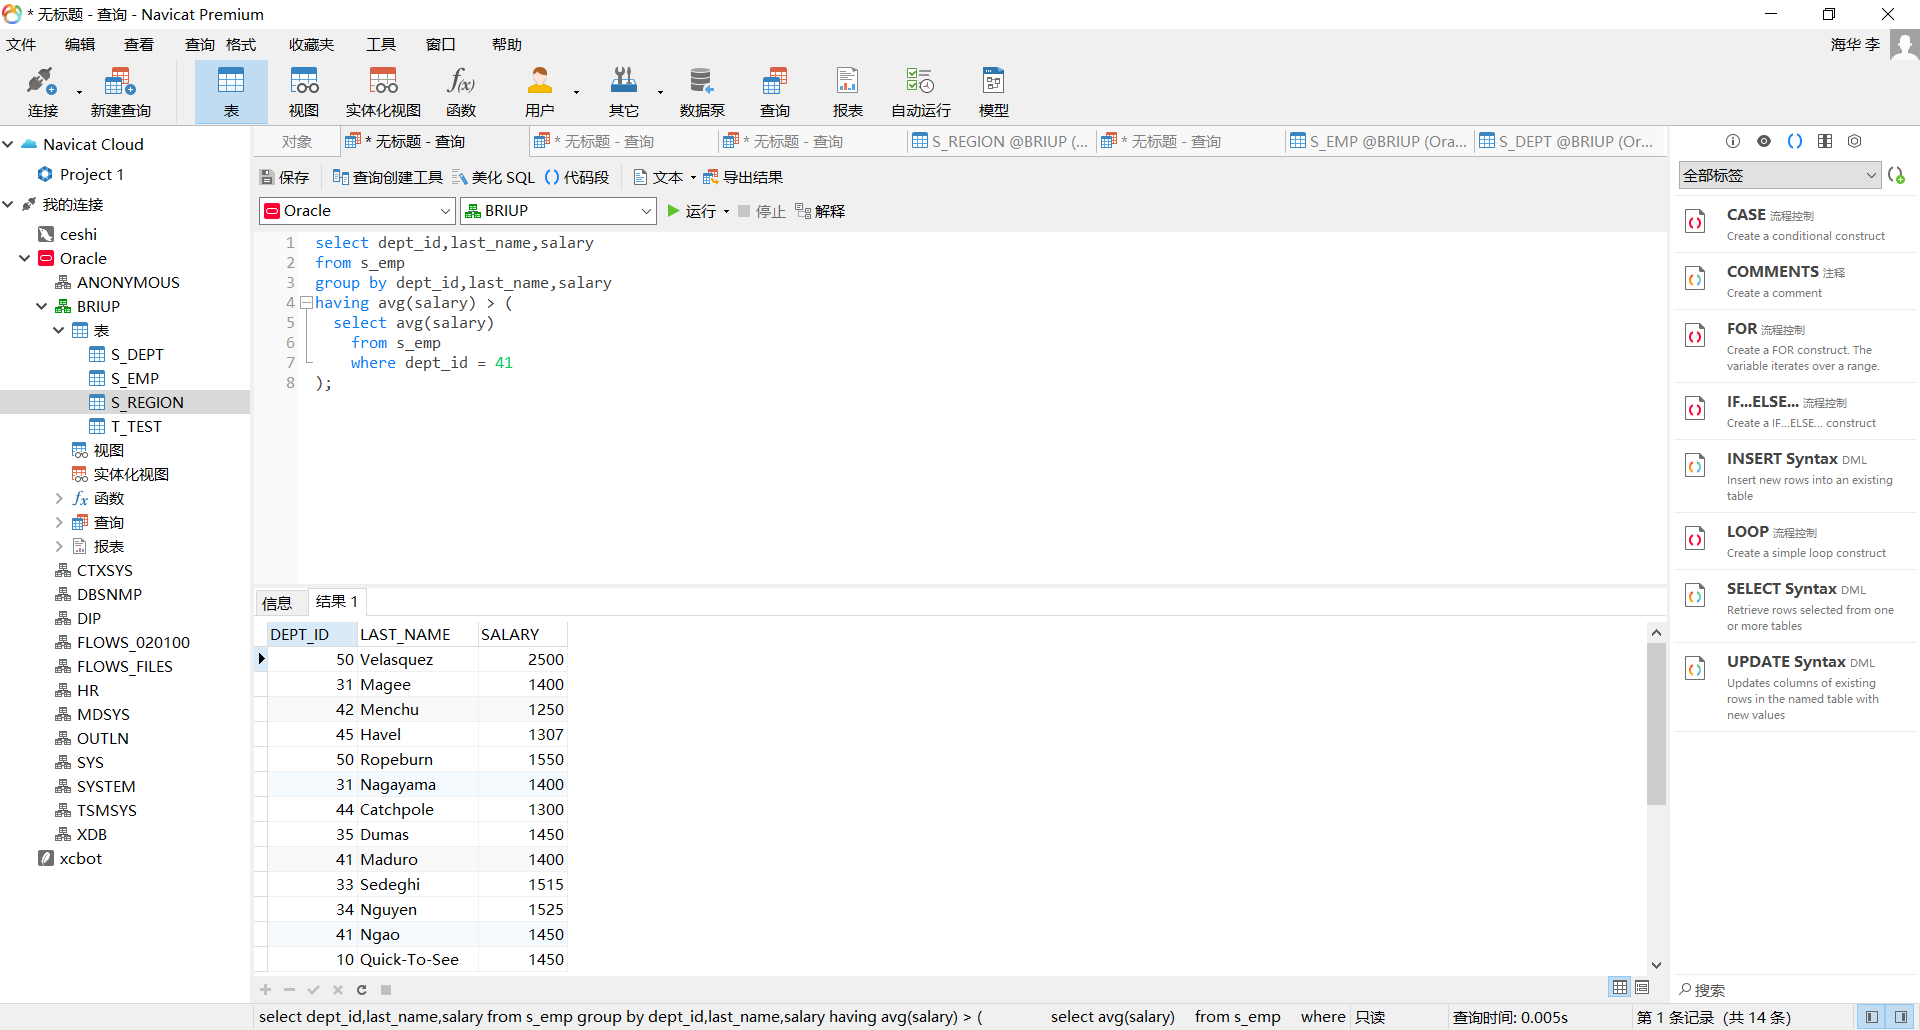 * 无标题 - 查询 - Navicat Premium
文件 编辑 查看 查询 格式 收藏夹 工具 窗口 帮助 海华 李
连接 新建查询 表 视图 实体化视图 函数 用户 其它 数据泵 查询 报表 自动运行 模型
对象 * 无标题 - 查询 * 无标题 - 查询 * 无标题 - 查询 S_REGION @BRIUP (... * 无标题 - 查询 S_EMP @BRIUP (Ora... S_DEPT @BRIUP (Or...
保存 查询创建工具 美化 SQL () 代码段 文本 导出结果
Oracle BRIUP 运行 停止 解释
Navicat Cloud
Project 1
我的连接
ceshi
Oracle
ANONYMOUS
BRIUP
表
S_DEPT
S_EMP
S_REGION
T_TEST
视图
实体化视图
fx 函数
查询
报表
CTXSYS
DBSNMP
DIP
FLOWS_020100
FLOWS_FILES
HR
MDSYS
OUTLN
SYS
SYSTEM
TSMSYS
XDB
xcbot
1 select dept_id,last_name,salary
2 from s_emp
3 group by dept_id,last_name,salary
4 having avg(salary) > (
5 select avg(salary)
6 from s_emp
7 where dept_id = 41
8 );
信息 结果 1
DEPT_ID LAST_NAME SALARY
50 Velasquez 2500
31 Magee 1400
42 Menchu 1250
45 Havel 1307
50 Ropeburn 1550
31 Nagayama 1400
44 Catchpole 1300
35 Dumas 1450
41 Maduro 1400
33 Sedeghi 1515
34 Nguyen 1525
41 Ngao 1450
10 Quick-To-See 1450
全部标签
CASE 流程控制
Create a conditional construct
COMMENTS 注释
Create a comment
FOR 流程控制
Create a FOR construct. The
variable iterates over a range.
IF...ELSE... 流程控制
Create a IF...ELSE... construct
INSERT Syntax DML
Insert new rows into an existing
table
LOOP 流程控制
Create a simple loop construct
SELECT Syntax DML
Retrieve rows selected from one
or more tables
UPDATE Syntax DML
Updates columns of existing
rows in the named table with
new values
搜索
select dept_id,last_name,salary from s_emp group by dept_id,last_name,salary having avg(salary) > ( select avg(salary) from s_emp where 只读 查询时间: 0.005s 第 1 条记录 (共 14 条)